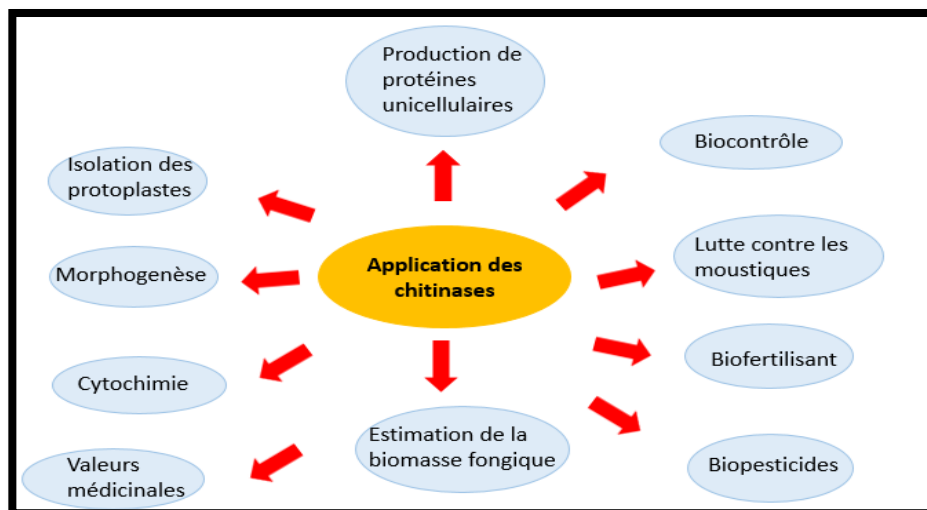 Production de
protéines
unicellulaires
Biocontrôle
Isolation des
protoplastes
Lutte contre les
moustiques
Application des
chitinases
Morphogenèse
Biofertilisant
Cytochimie
Estimation de la
biomasse fongique
Biopesticides
Valeurs
médicinales